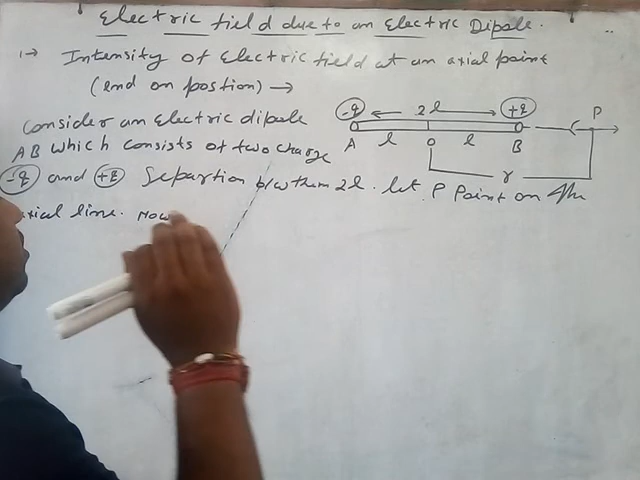 Electric field due to an Electric Dipole.
1→ Intensity of Electric field at an axial point
(end on postion) →
Consider an Electric dipole
AB which consists of two charge
-q and +q Separtion b/w them 2l. let P Point on the
axial line. Now
-q ← 2l → +q P
A l O l B
r